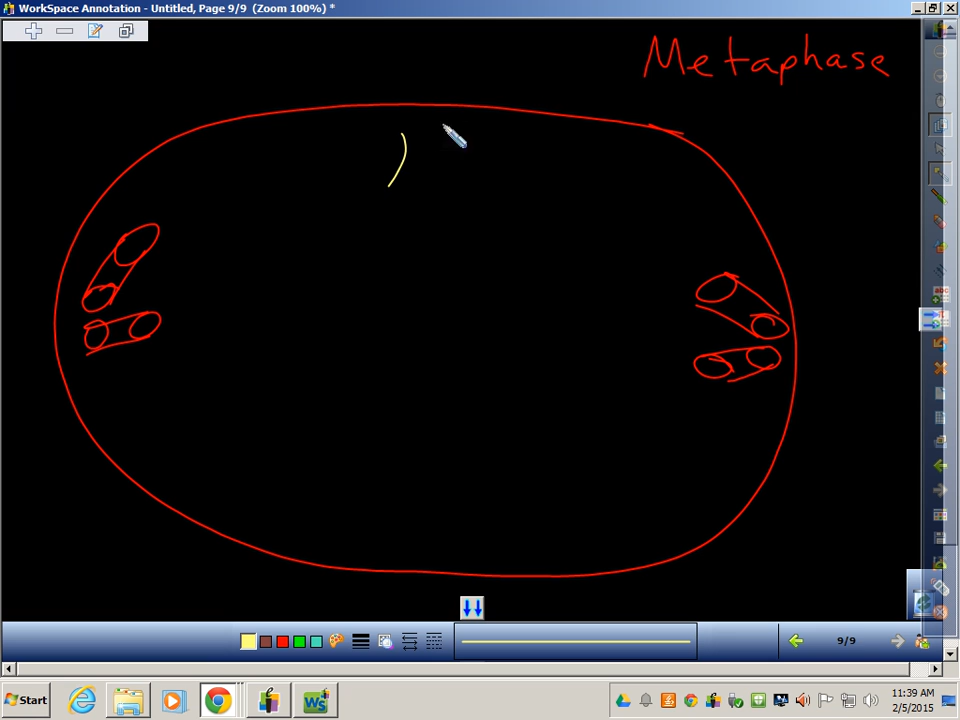 WorkSpace Annotation - Untitled, Page 9/9 (Zoom 100%) *
Metaphase
9/9
Start
11:39 AM
2/5/2015